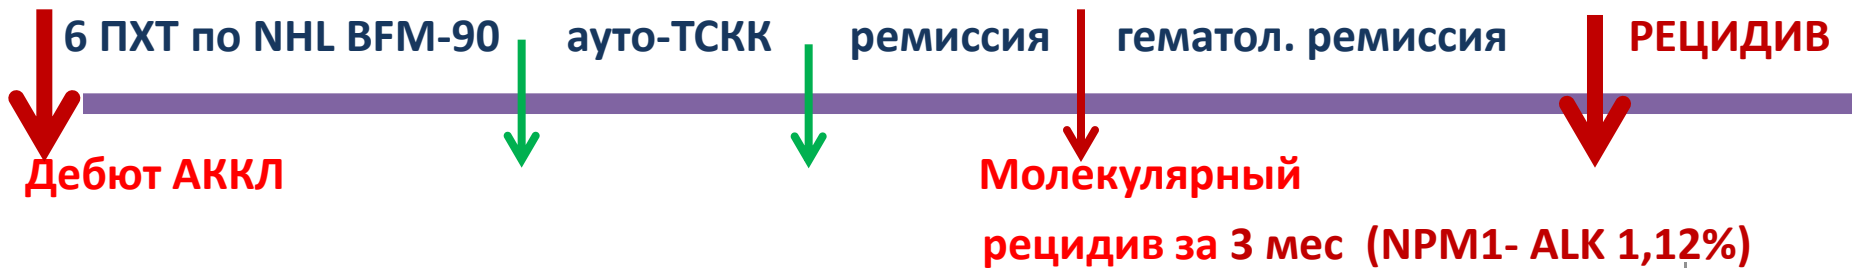 6 ПХТ по NHL BFM-90 ауто-ТСКК ремиссия гематол. ремиссия РЕЦИДИВ
Дебют АККЛ Молекулярный
рецидив за 3 мес (NPM1- ALK 1,12%)